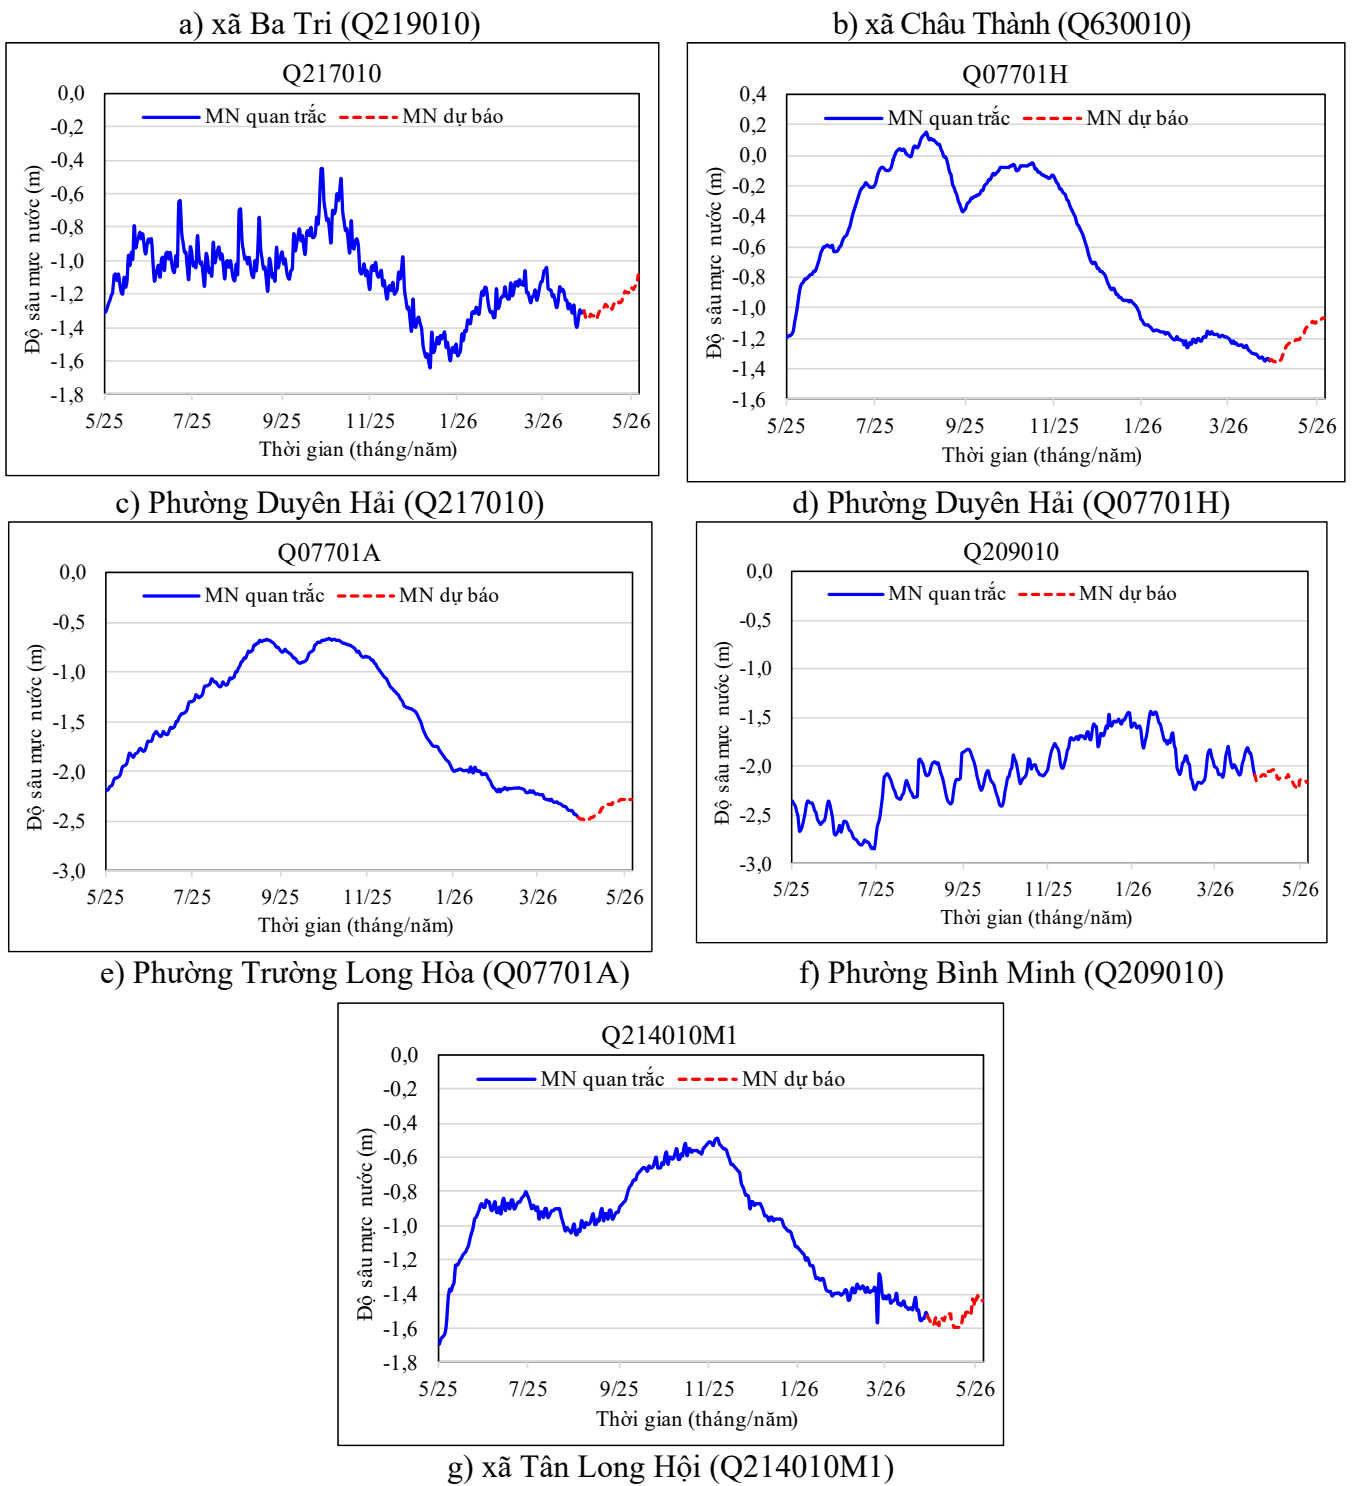 a) xã Ba Tri (Q219010)
b) xã Châu Thành (Q630010)
Q217010
MN quan trắc
MN dự báo
Độ sâu mực nước (m)
0,0
-0,2
-0,4
-0,6
-0,8
-1,0
-1,2
-1,4
-1,6
-1,8
5/25 7/25 9/25 11/25 1/26 3/26 5/26
Thời gian (tháng/năm)
Q07701H
MN quan trắc
MN dự báo
Độ sâu mực nước (m)
0,4
0,2
0,0
-0,2
-0,4
-0,6
-0,8
-1,0
-1,2
-1,4
-1,6
5/25 7/25 9/25 11/25 1/26 3/26 5/26
Thời gian (tháng/năm)
c) Phường Duyên Hải (Q217010)
d) Phường Duyên Hải (Q07701H)
Q07701A
MN quan trắc
MN dự báo
Độ sâu mực nước (m)
0,0
-0,5
-1,0
-1,5
-2,0
-2,5
-3,0
5/25 7/25 9/25 11/25 1/26 3/26 5/26
Thời gian (tháng/năm)
Q209010
MN quan trắc
MN dự báo
Độ sâu mực nước (m)
0,0
-0,5
-1,0
-1,5
-2,0
-2,5
-3,0
5/25 7/25 9/25 11/25 1/26 3/26 5/26
Thời gian (tháng/năm)
e) Phường Trường Long Hòa (Q07701A)
f) Phường Bình Minh (Q209010)
Q214010M1
MN quan trắc
MN dự báo
Độ sâu mực nước (m)
0,0
-0,2
-0,4
-0,6
-0,8
-1,0
-1,2
-1,4
-1,6
-1,8
5/25 7/25 9/25 11/25 1/26 3/26 5/26
Thời gian (tháng/năm)
g) xã Tân Long Hội (Q214010M1)